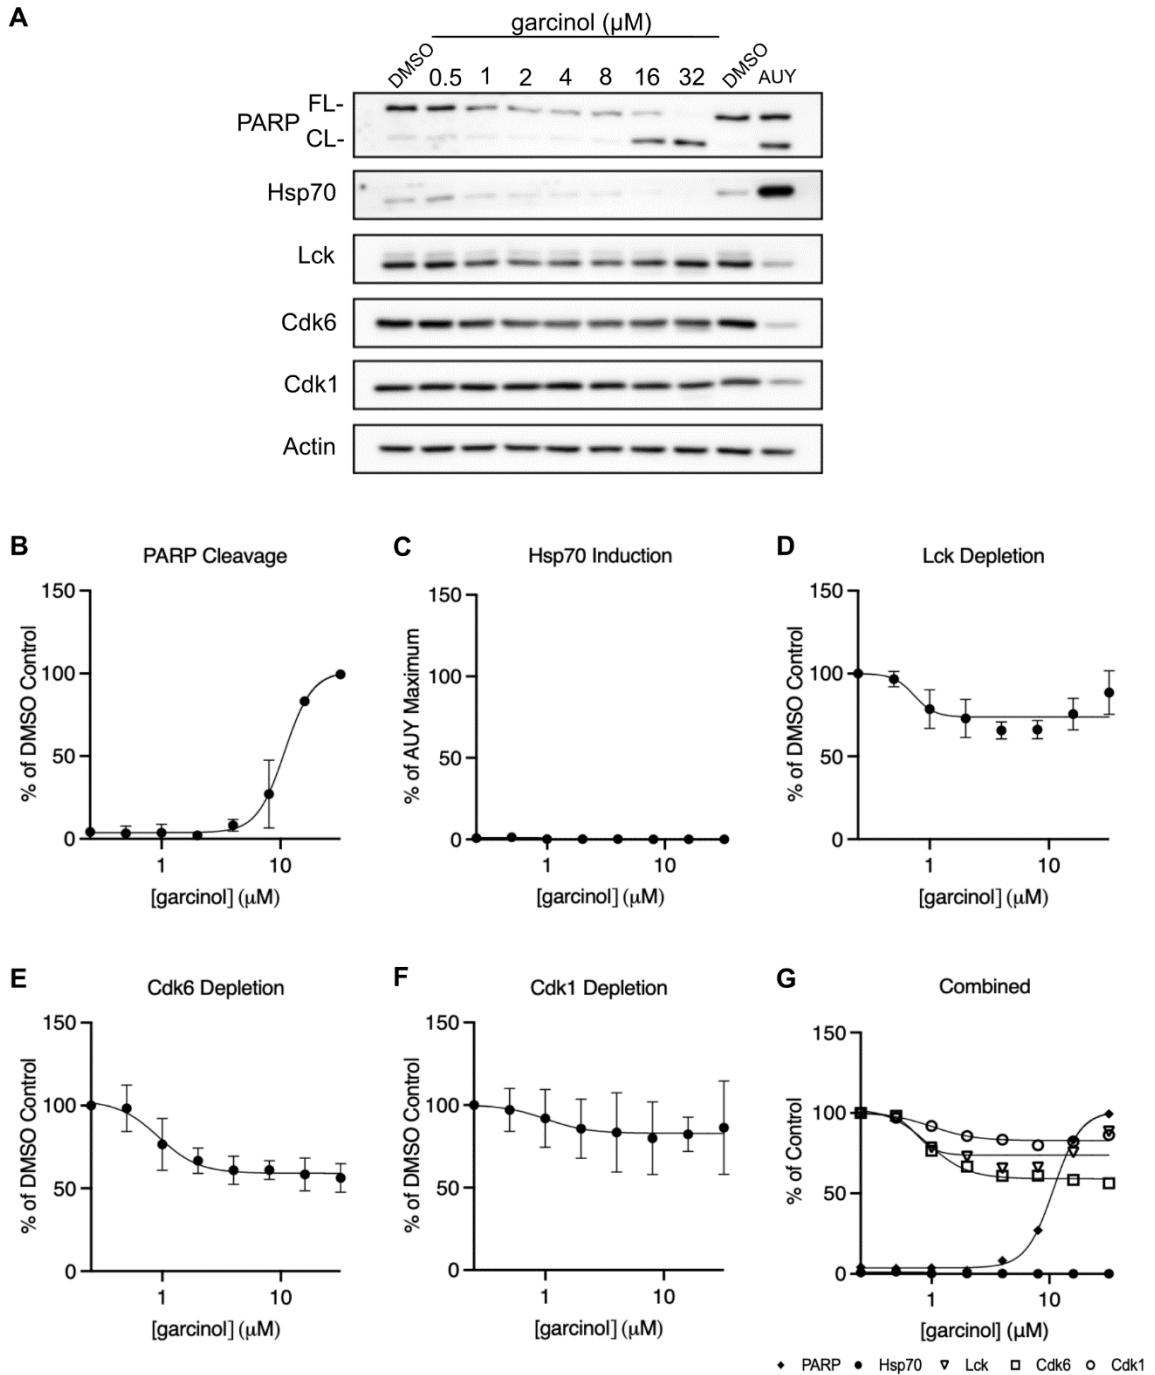 A
garcinol (µM)
DMSO 0.5 1 2 4 8 16 32 DMSO AUY
PARP FL-
CL-
Hsp70
Lck
Cdk6
Cdk1
Actin
B
PARP Cleavage
% of DMSO Control
150
100
50
0
1 10
[garcinol] (µM)
C
Hsp70 Induction
% of AUY Maximum
150
100
50
0
1 10
[garcinol] (µM)
D
Lck Depletion
% of DMSO Control
150
100
50
0
1 10
[garcinol] (µM)
E
Cdk6 Depletion
% of DMSO Control
150
100
50
0
1 10
[garcinol] (µM)
F
Cdk1 Depletion
% of DMSO Control
150
100
50
0
1 10
[garcinol] (µM)
G
Combined
% of Control
150
100
50
0
1 10
[garcinol] (µM)
PARP Hsp70 Lck Cdk6 Cdk1